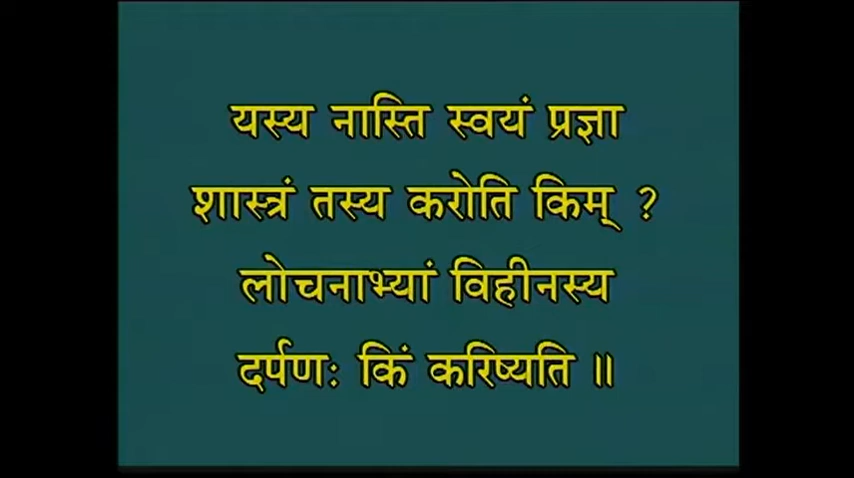 यस्य नास्ति स्वयं प्रज्ञा
शास्त्रं तस्य करोति किम् ?
लोचनाभ्यां विहीनस्य
दर्पणः किं करिष्यति ॥